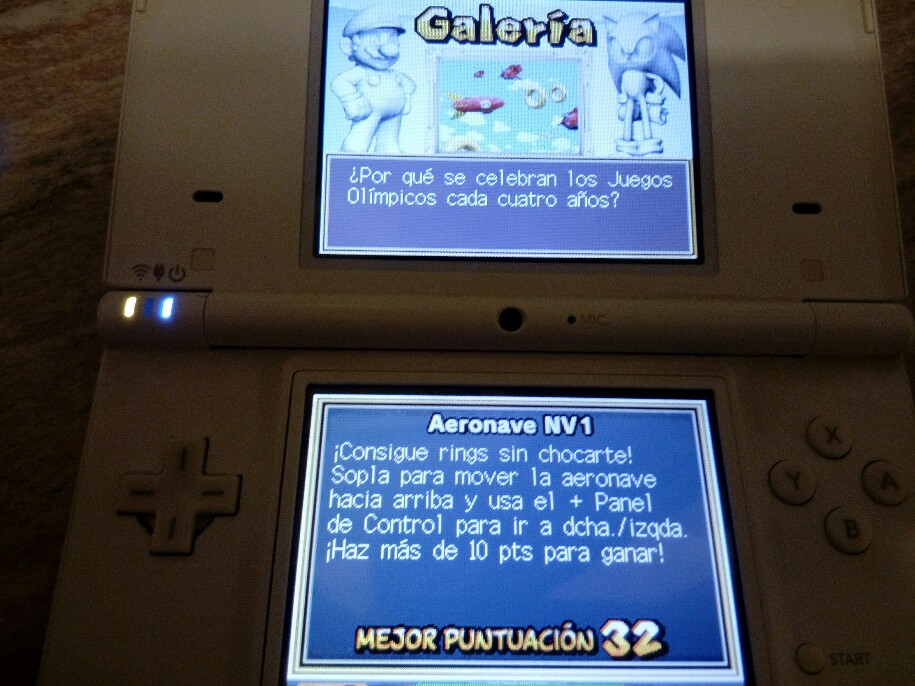 Galería
¿Por qué se celebran los Juegos
Olímpicos cada cuatro años?
MIC.
Aeronave NV1
¡Consigue rings sin chocarte!
Sopla para mover la aeronave
hacia arriba y usa el + Panel
de Control para ir a dcha./izqda.
¡Haz más de 10 pts para ganar!
MEJOR PUNTUACIÓN 32
X
Y
A
B
START